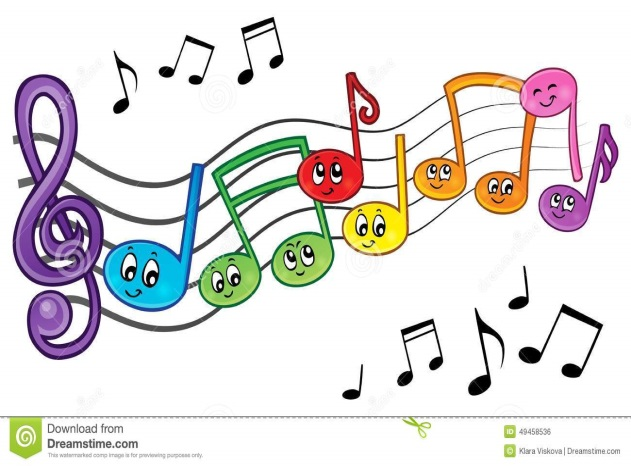 Download from
Dreamstime.com
This watermarked comp image is for previewing purposes only.
ID 49458536
© Klara Viskova | Dreamstime.com